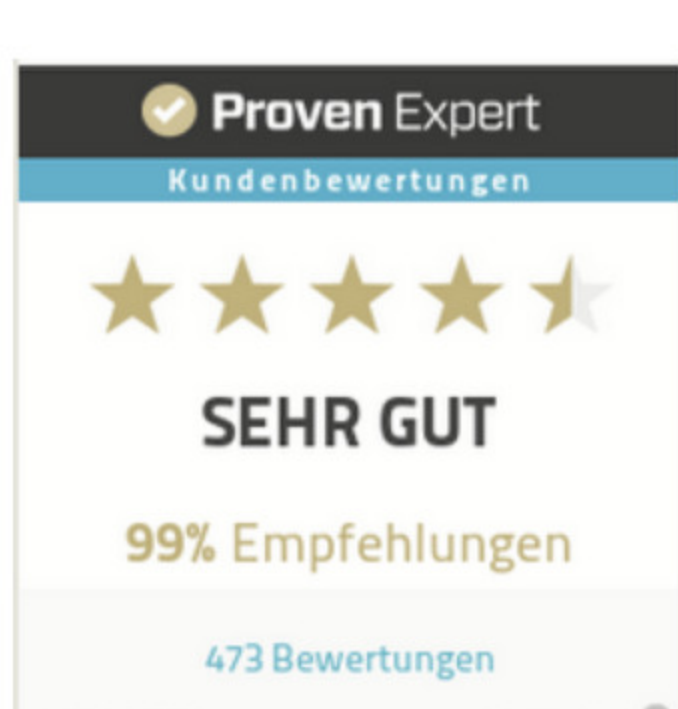 Proven Expert
Kundenbewertungen
SEHR GUT
99% Empfehlungen
473 Bewertungen